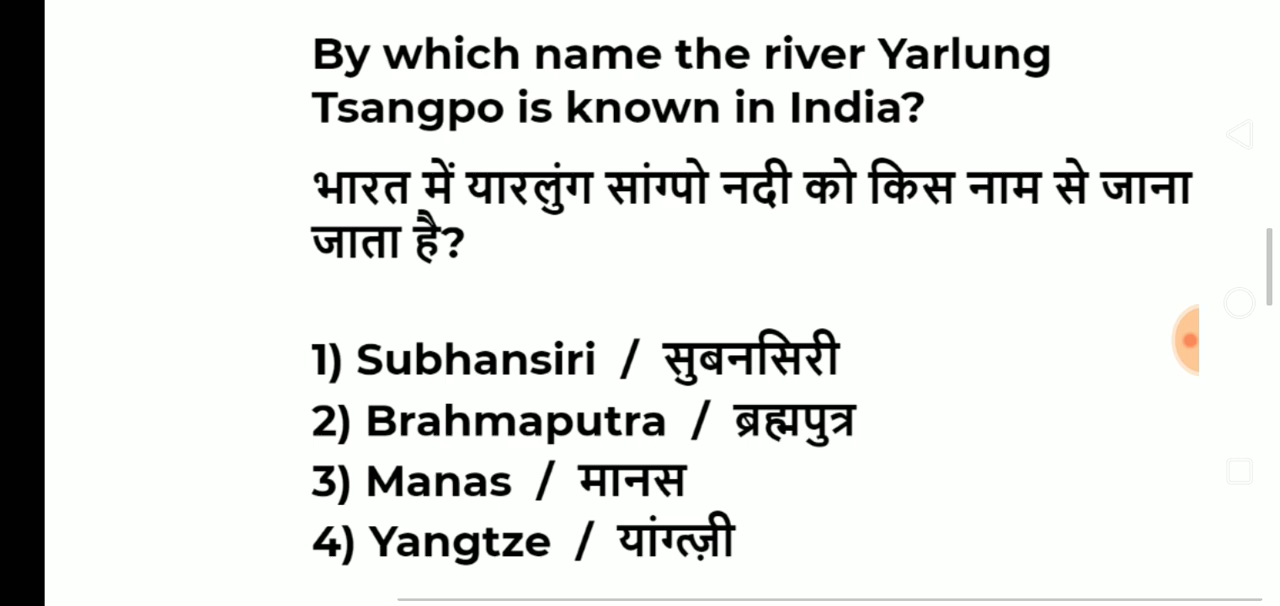 By which name the river Yarlung
Tsangpo is known in India?
भारत में यारलुंग सांग्पो नदी को किस नाम से जाना
जाता है?
1) Subhansiri / सुबनसिरी
2) Brahmaputra / ब्रह्मपुत्र
3) Manas / मानस
4) Yangtze / यांग्त्ज़ी